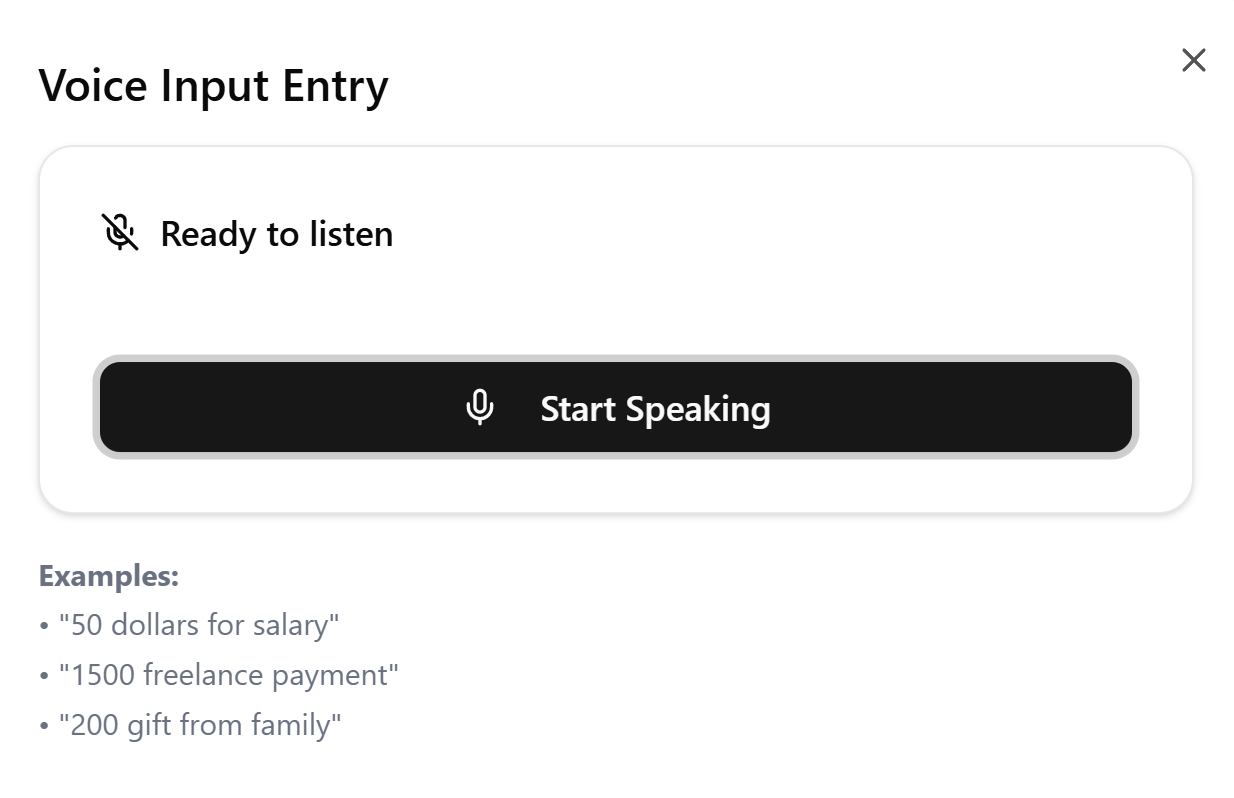 Voice Input Entry
Ready to listen
Start Speaking
Examples:
• "50 dollars for salary"
• "1500 freelance payment"
• "200 gift from family"